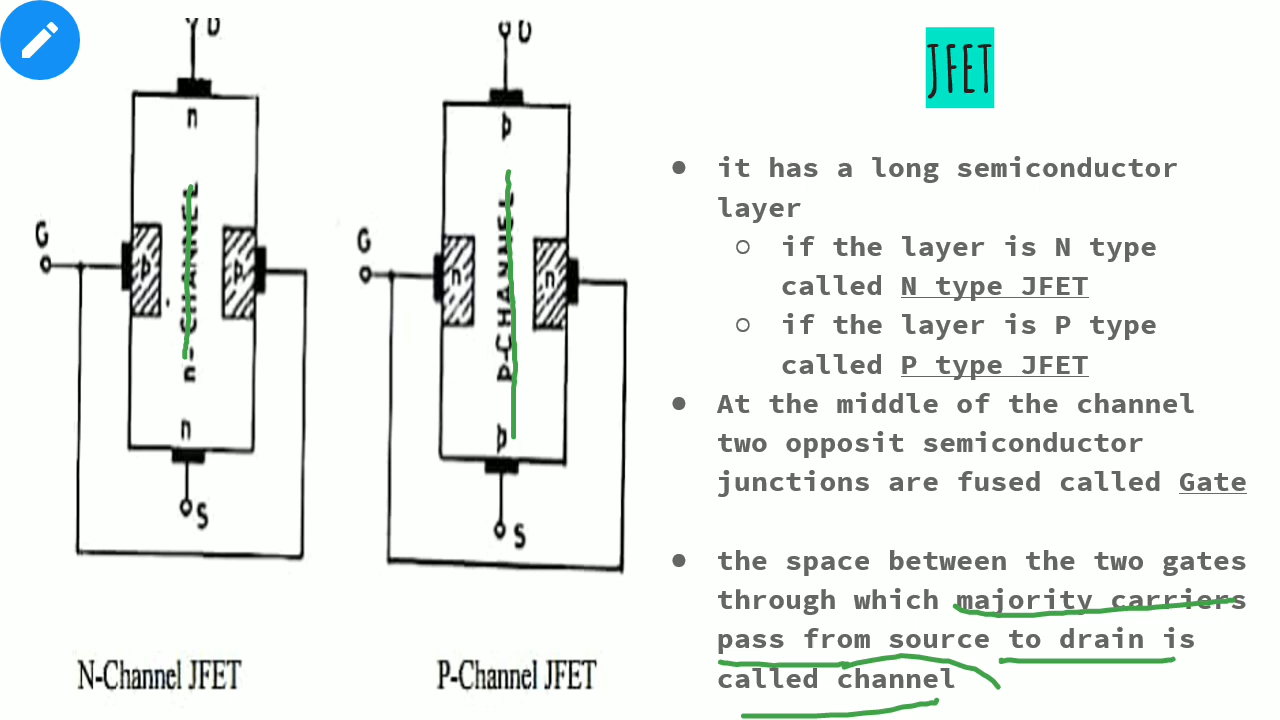 D
n
n-CHANNEL
G
p
p
n
S
N-Channel JFET
D
p
p-CHANNEL
G
n
n
p
S
P-Channel JFET
JFET
● it has a long semiconductor
layer
○ if the layer is N type
called N type JFET
○ if the layer is P type
called P type JFET
● At the middle of the channel
two opposit semiconductor
junctions are fused called Gate
● the space between the two gates
through which majority carriers
pass from source to drain is
called channel